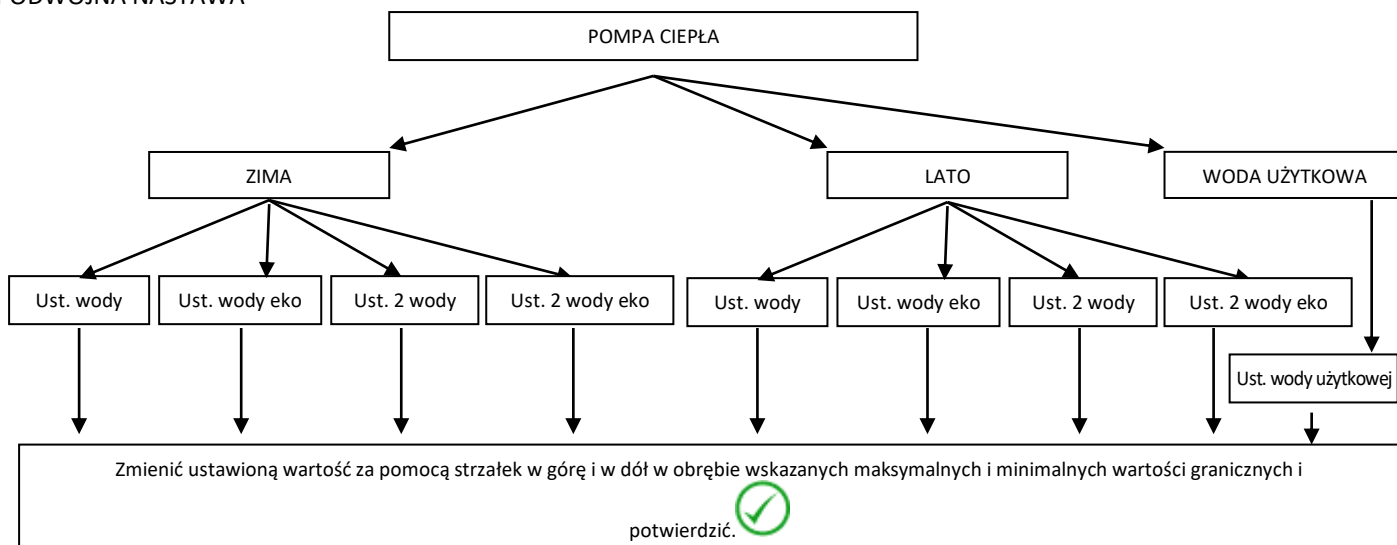 POMPA CIEPŁA
ZIMA
LATO
WODA UŻYTKOWA
Ust. wody
Ust. wody eko
Ust. 2 wody
Ust. 2 wody eko
Ust. wody
Ust. wody eko
Ust. 2 wody
Ust. 2 wody eko
Ust. wody użytkowej
Zmienić ustawioną wartość za pomocą strzałek w górę i w dół w obrębie wskazanych maksymalnych i minimalnych wartości granicznych i
potwierdzić.